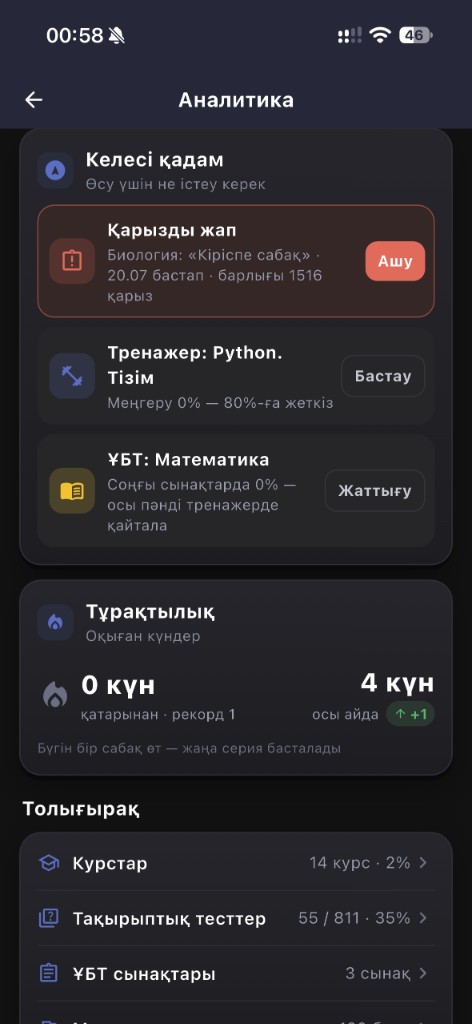 00:58
46
Аналитика
Келесі қадам
Өсу үшін не істеу керек
Қарызды жап
Биология: «Кіріспе сабақ» ·
20.07 бастап · барлығы 1516
қарыз
Ашу
Тренажер: Python.
Тізім
Меңгеру 0% — 80%-ға жеткіз
Бастау
ҰБТ: Математика
Соңғы сынақтарда 0% —
осы пәнді тренажерде
қайтала
Жаттығу
Тұрақтылық
Оқыған күндер
0 күн
қатарынан · рекорд 1
4 күн
осы айда ↑ +1
Бүгін бір сабақ өт — жаңа серия басталады
Толығырақ
Курстар 14 курс · 2%
Тақырыптық тесттер 55 / 811 · 35%
ҰБТ сынақтары 3 сынақ